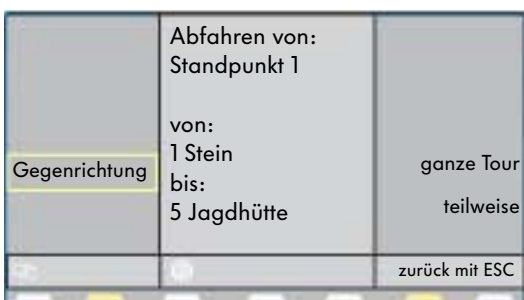 Abfahren von:
Standpunkt 1
von:
1 Stein
bis:
5 Jagdhütte
Gegenrichtung
ganze Tour
teilweise
zurück mit ESC